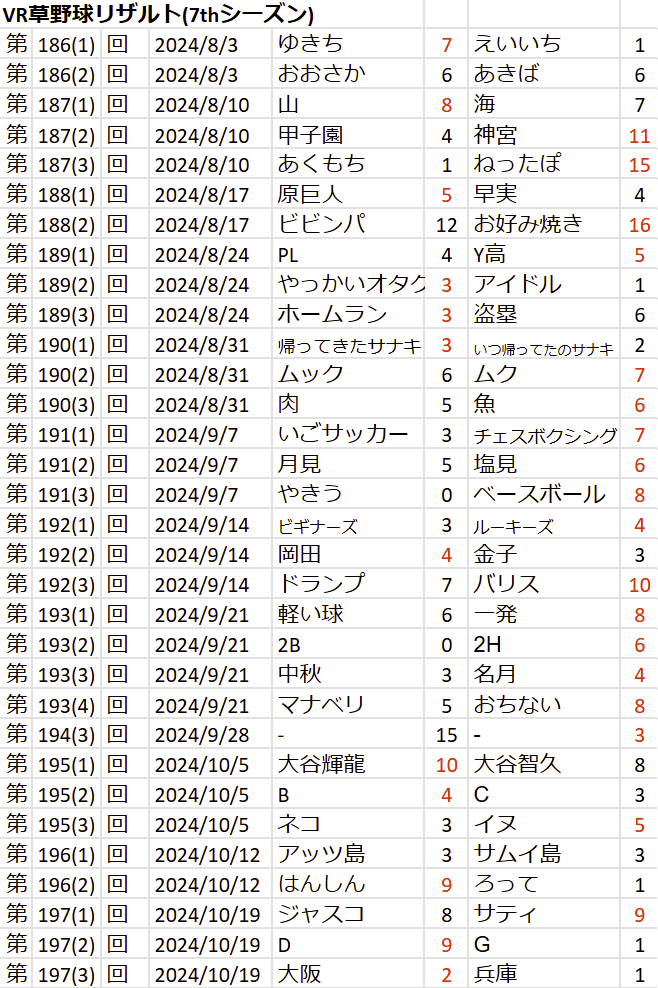 VR草野球リザルト(7thシーズン)
第 186(1) 回 2024/8/3 ゆきち 7 えいいち 1
第 186(2) 回 2024/8/3 おおさか 6 あきば 6
第 187(1) 回 2024/8/10 山 8 海 7
第 187(2) 回 2024/8/10 甲子園 4 神宮 11
第 187(3) 回 2024/8/10 あくもち 1 ねったぽ 15
第 188(1) 回 2024/8/17 原巨人 5 早実 4
第 188(2) 回 2024/8/17 ビビンパ 12 お好み焼き 16
第 189(1) 回 2024/8/24 PL 4 Y高 5
第 189(2) 回 2024/8/24 やっかいオタク 3 アイドル 1
第 189(3) 回 2024/8/24 ホームラン 3 盗塁 6
第 190(1) 回 2024/8/31 帰ってきたサナキ 3 いつ帰ってたのサナキ 2
第 190(2) 回 2024/8/31 ムック 6 ムク 7
第 190(3) 回 2024/8/31 肉 5 魚 6
第 191(1) 回 2024/9/7 いごサッカー 3 チェスボクシング 7
第 191(2) 回 2024/9/7 月見 5 塩見 6
第 191(3) 回 2024/9/7 やきう 0 ベースボール 8
第 192(1) 回 2024/9/14 ビギナーズ 3 ルーキーズ 4
第 192(2) 回 2024/9/14 岡田 4 金子 3
第 192(3) 回 2024/9/14 ドランプ 7 バリス 10
第 193(1) 回 2024/9/21 軽い球 6 一発 8
第 193(2) 回 2024/9/21 2B 0 2H 6
第 193(3) 回 2024/9/21 中秋 3 名月 4
第 193(4) 回 2024/9/21 マナベリ 5 おちない 8
第 194(3) 回 2024/9/28 - 15 - 3
第 195(1) 回 2024/10/5 大谷輝龍 10 大谷智久 8
第 195(2) 回 2024/10/5 B 4 C 3
第 195(3) 回 2024/10/5 ネコ 3 イヌ 5
第 196(1) 回 2024/10/12 アッツ島 3 サムイ島 3
第 196(2) 回 2024/10/12 はんしん 9 ろって 1
第 197(1) 回 2024/10/19 ジャスコ 8 サティ 9
第 197(2) 回 2024/10/19 D 9 G 1
第 197(3) 回 2024/10/19 大阪 2 兵庫 1